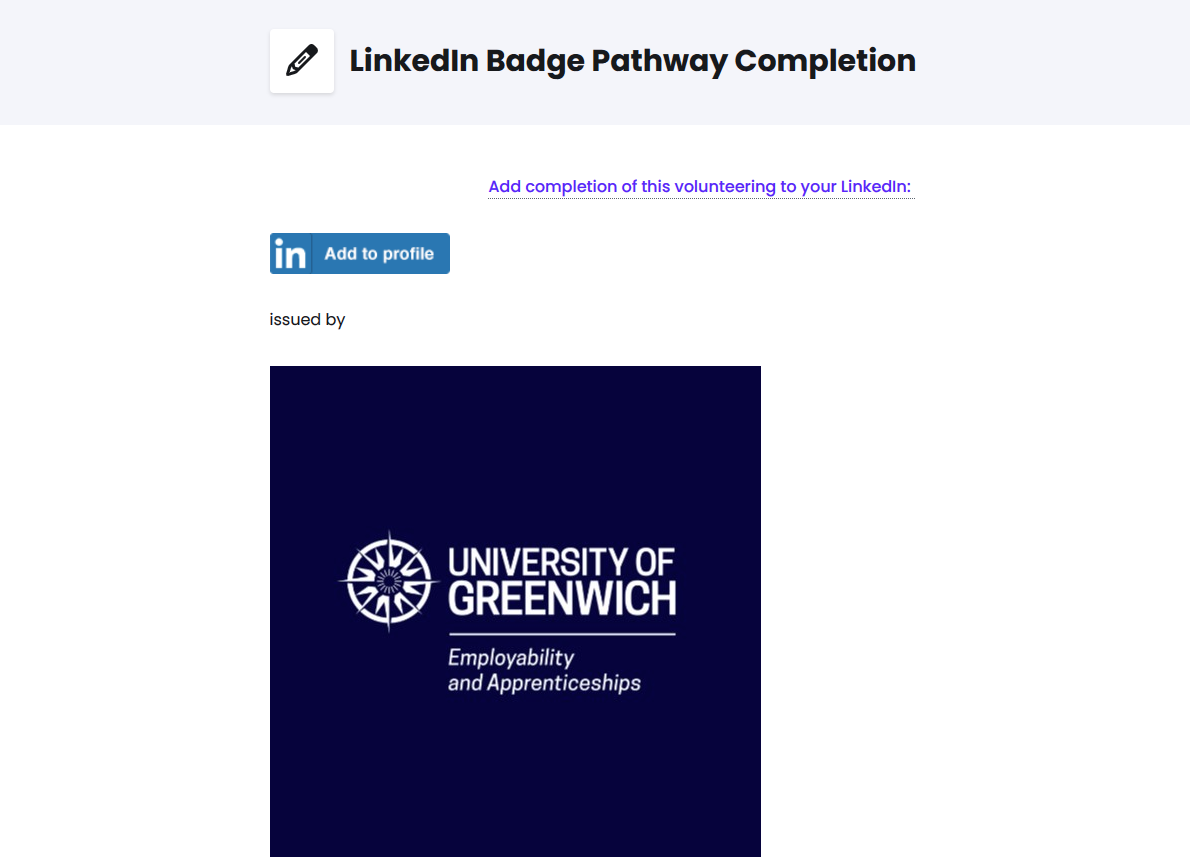 LinkedIn Badge Pathway Completion
Add completion of this volunteering to your LinkedIn:
in Add to profile
issued by
UNIVERSITY OF
GREENWICH
Employability
and Apprenticeships